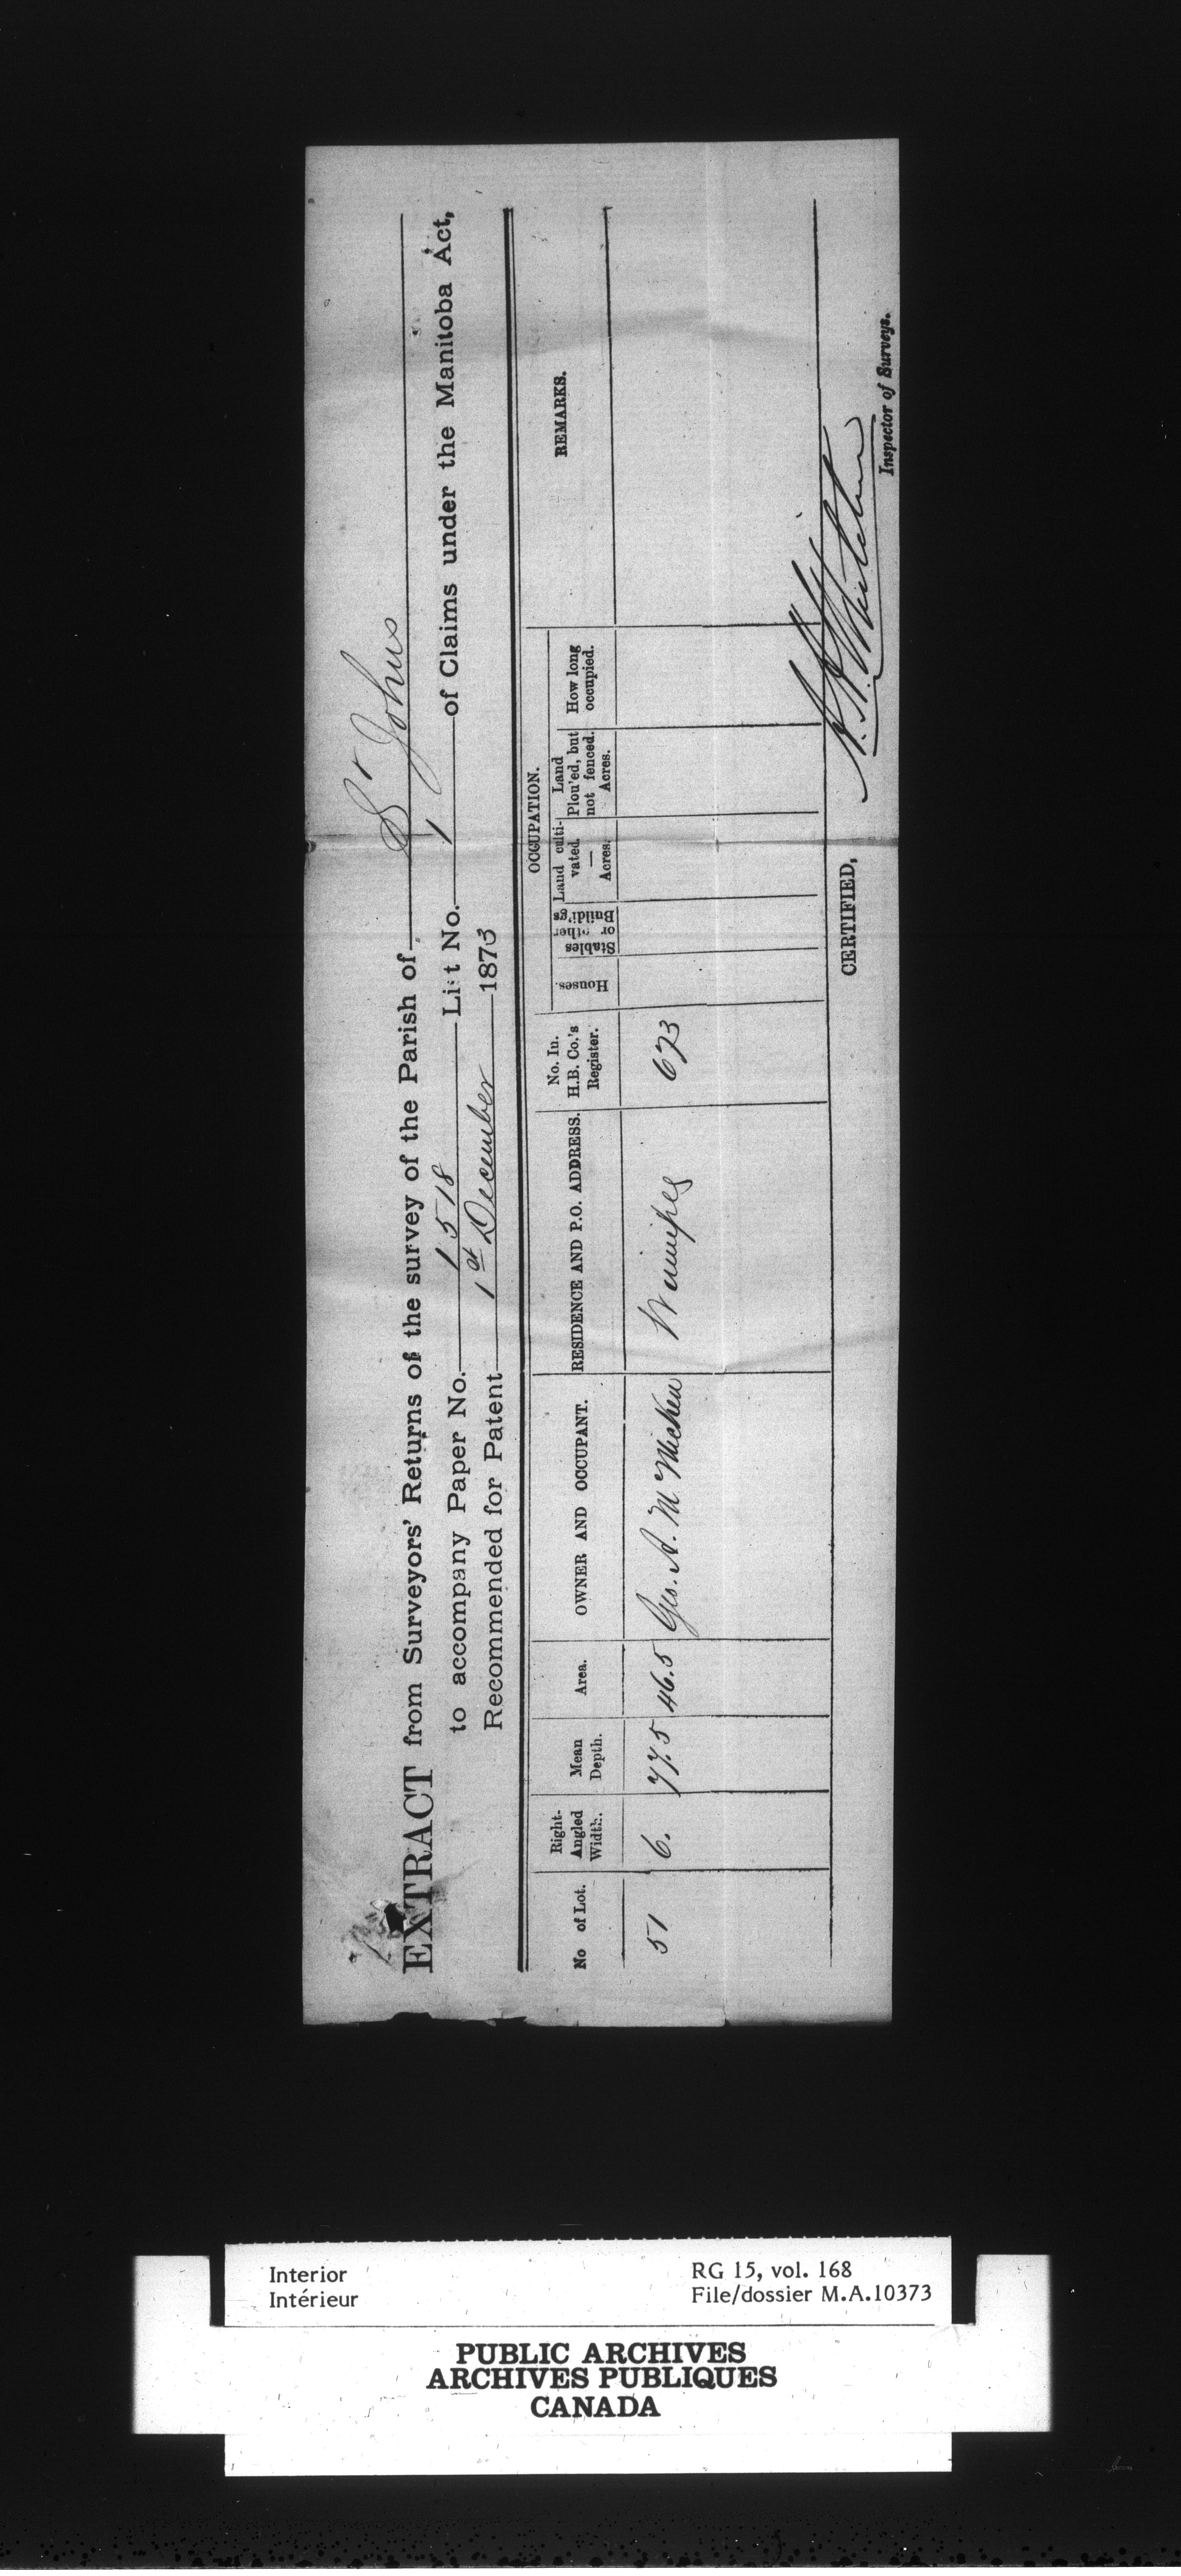 EXTRACT from Surveyors' Returns of the survey of the Parish of St Johns
to accompany Paper No. 1518 List No. 1 of Claims under the Manitoba Act,
Recommended for Patent 1st December 1873
OCCUPATION.
No of Lot. Right-Angled Width. Mean Depth. Area. OWNER AND OCCUPANT. RESIDENCE AND P.O. ADDRESS. No. In. H.B. Co.'s Register. Houses. Stables or other Buildi'gs Land culti-vated. — Acres. Land Plou'ed, but not fenced. Acres. How long occupied. REMARKS.
51 6. 77.5 46.5 Geo. A. McMicken Winnipeg 673
CERTIFIED,
Inspector of Surveys.
Interior
Intérieur
RG 15, vol. 168
File/dossier M.A.10373
PUBLIC ARCHIVES
ARCHIVES PUBLIQUES
CANADA